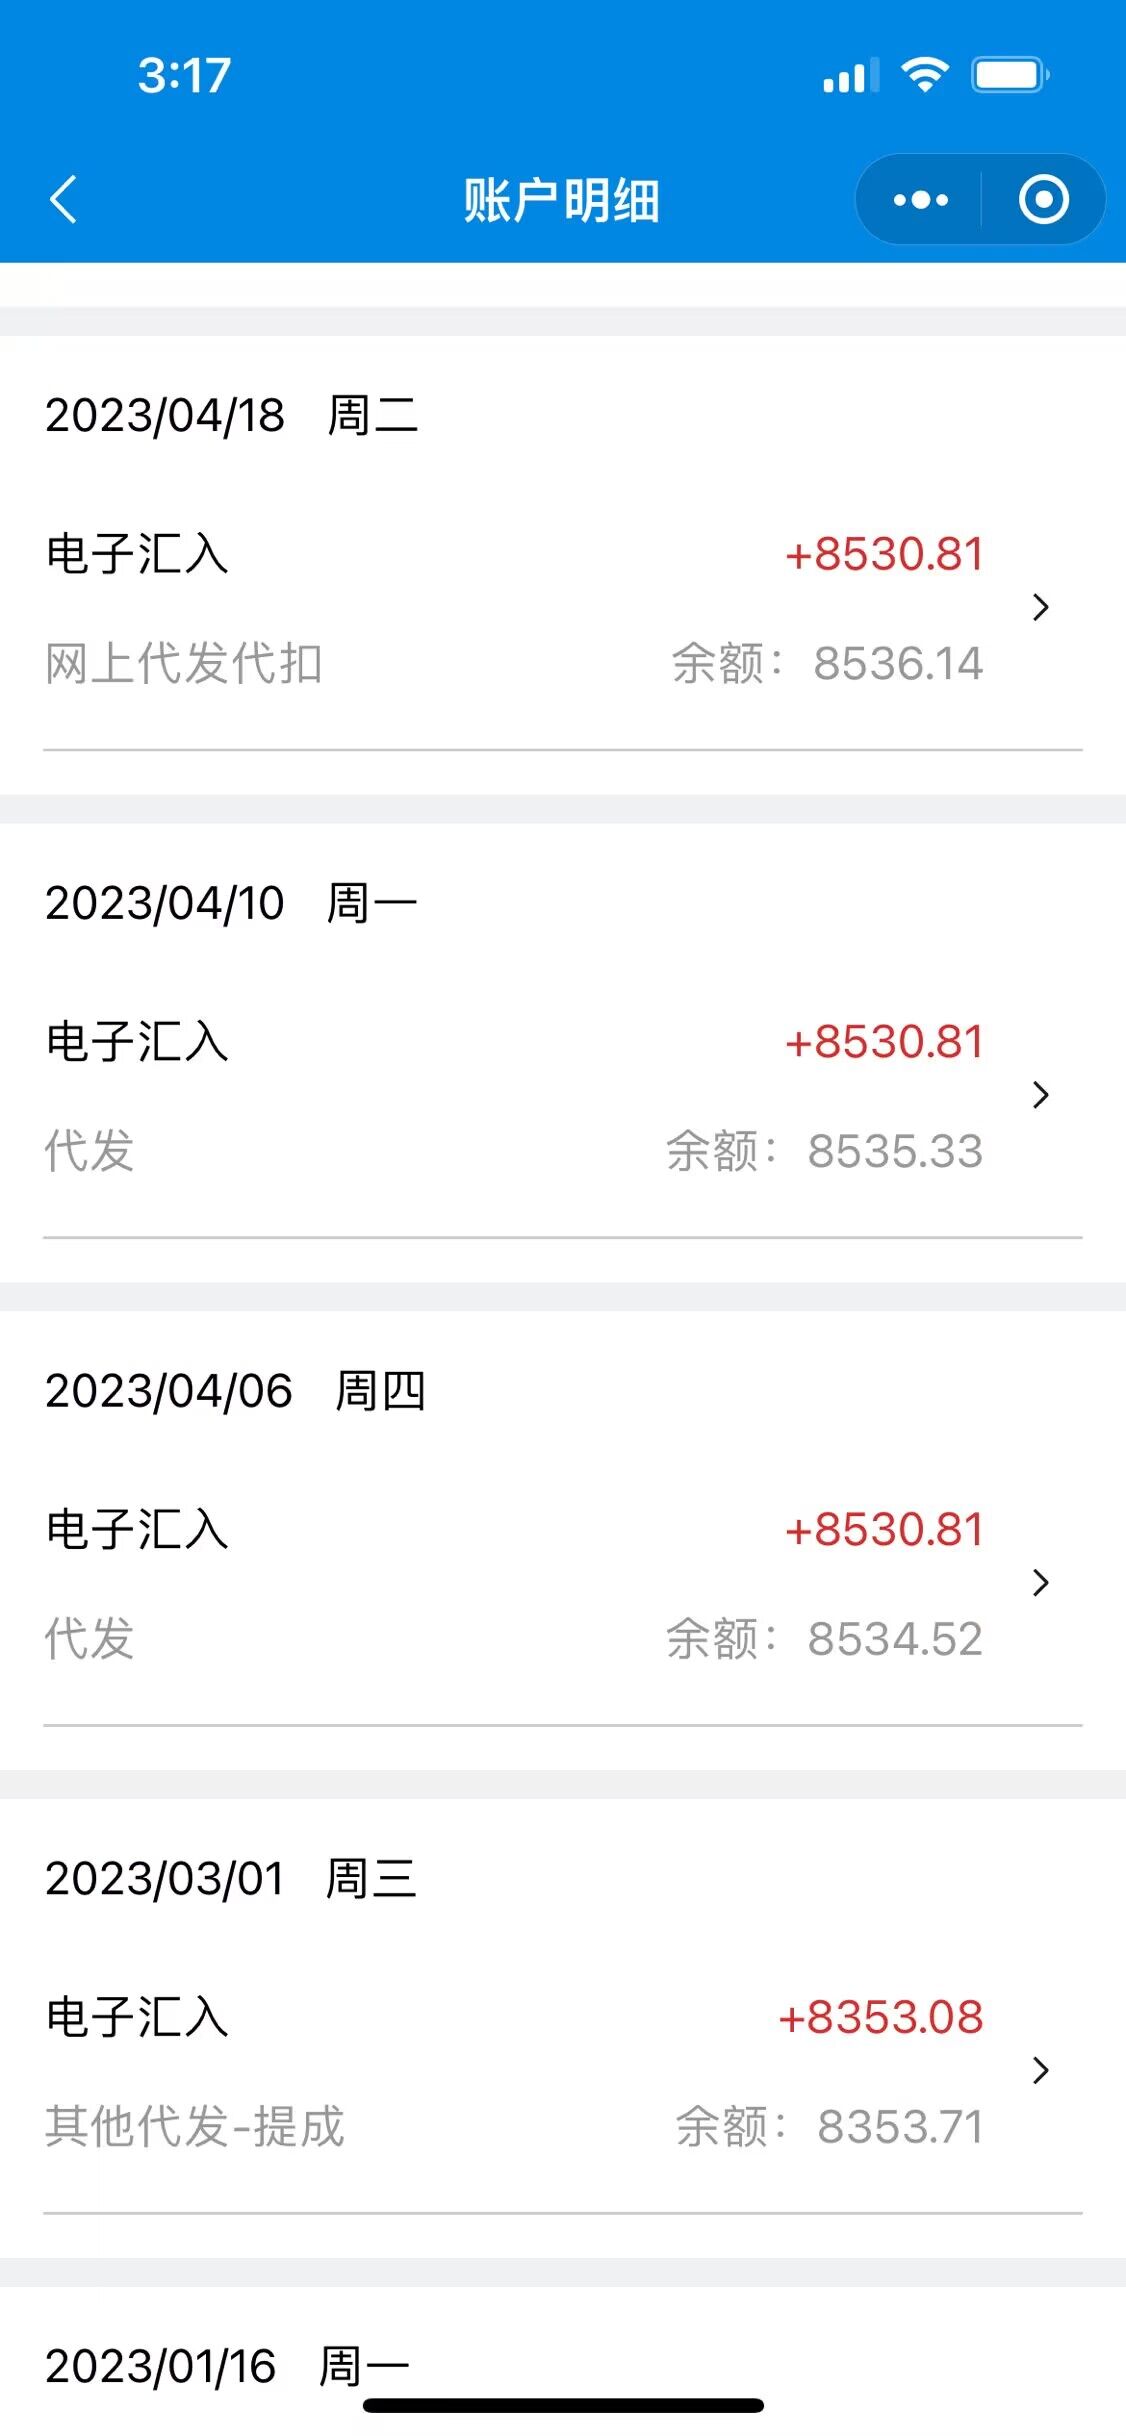 3:17
账户明细
2023/04/18 周二
电子汇入 +8530.81
网上代发代扣 余额：8536.14
2023/04/10 周一
电子汇入 +8530.81
代发 余额：8535.33
2023/04/06 周四
电子汇入 +8530.81
代发 余额：8534.52
2023/03/01 周三
电子汇入 +8353.08
其他代发-提成 余额：8353.71
2023/01/16 周一